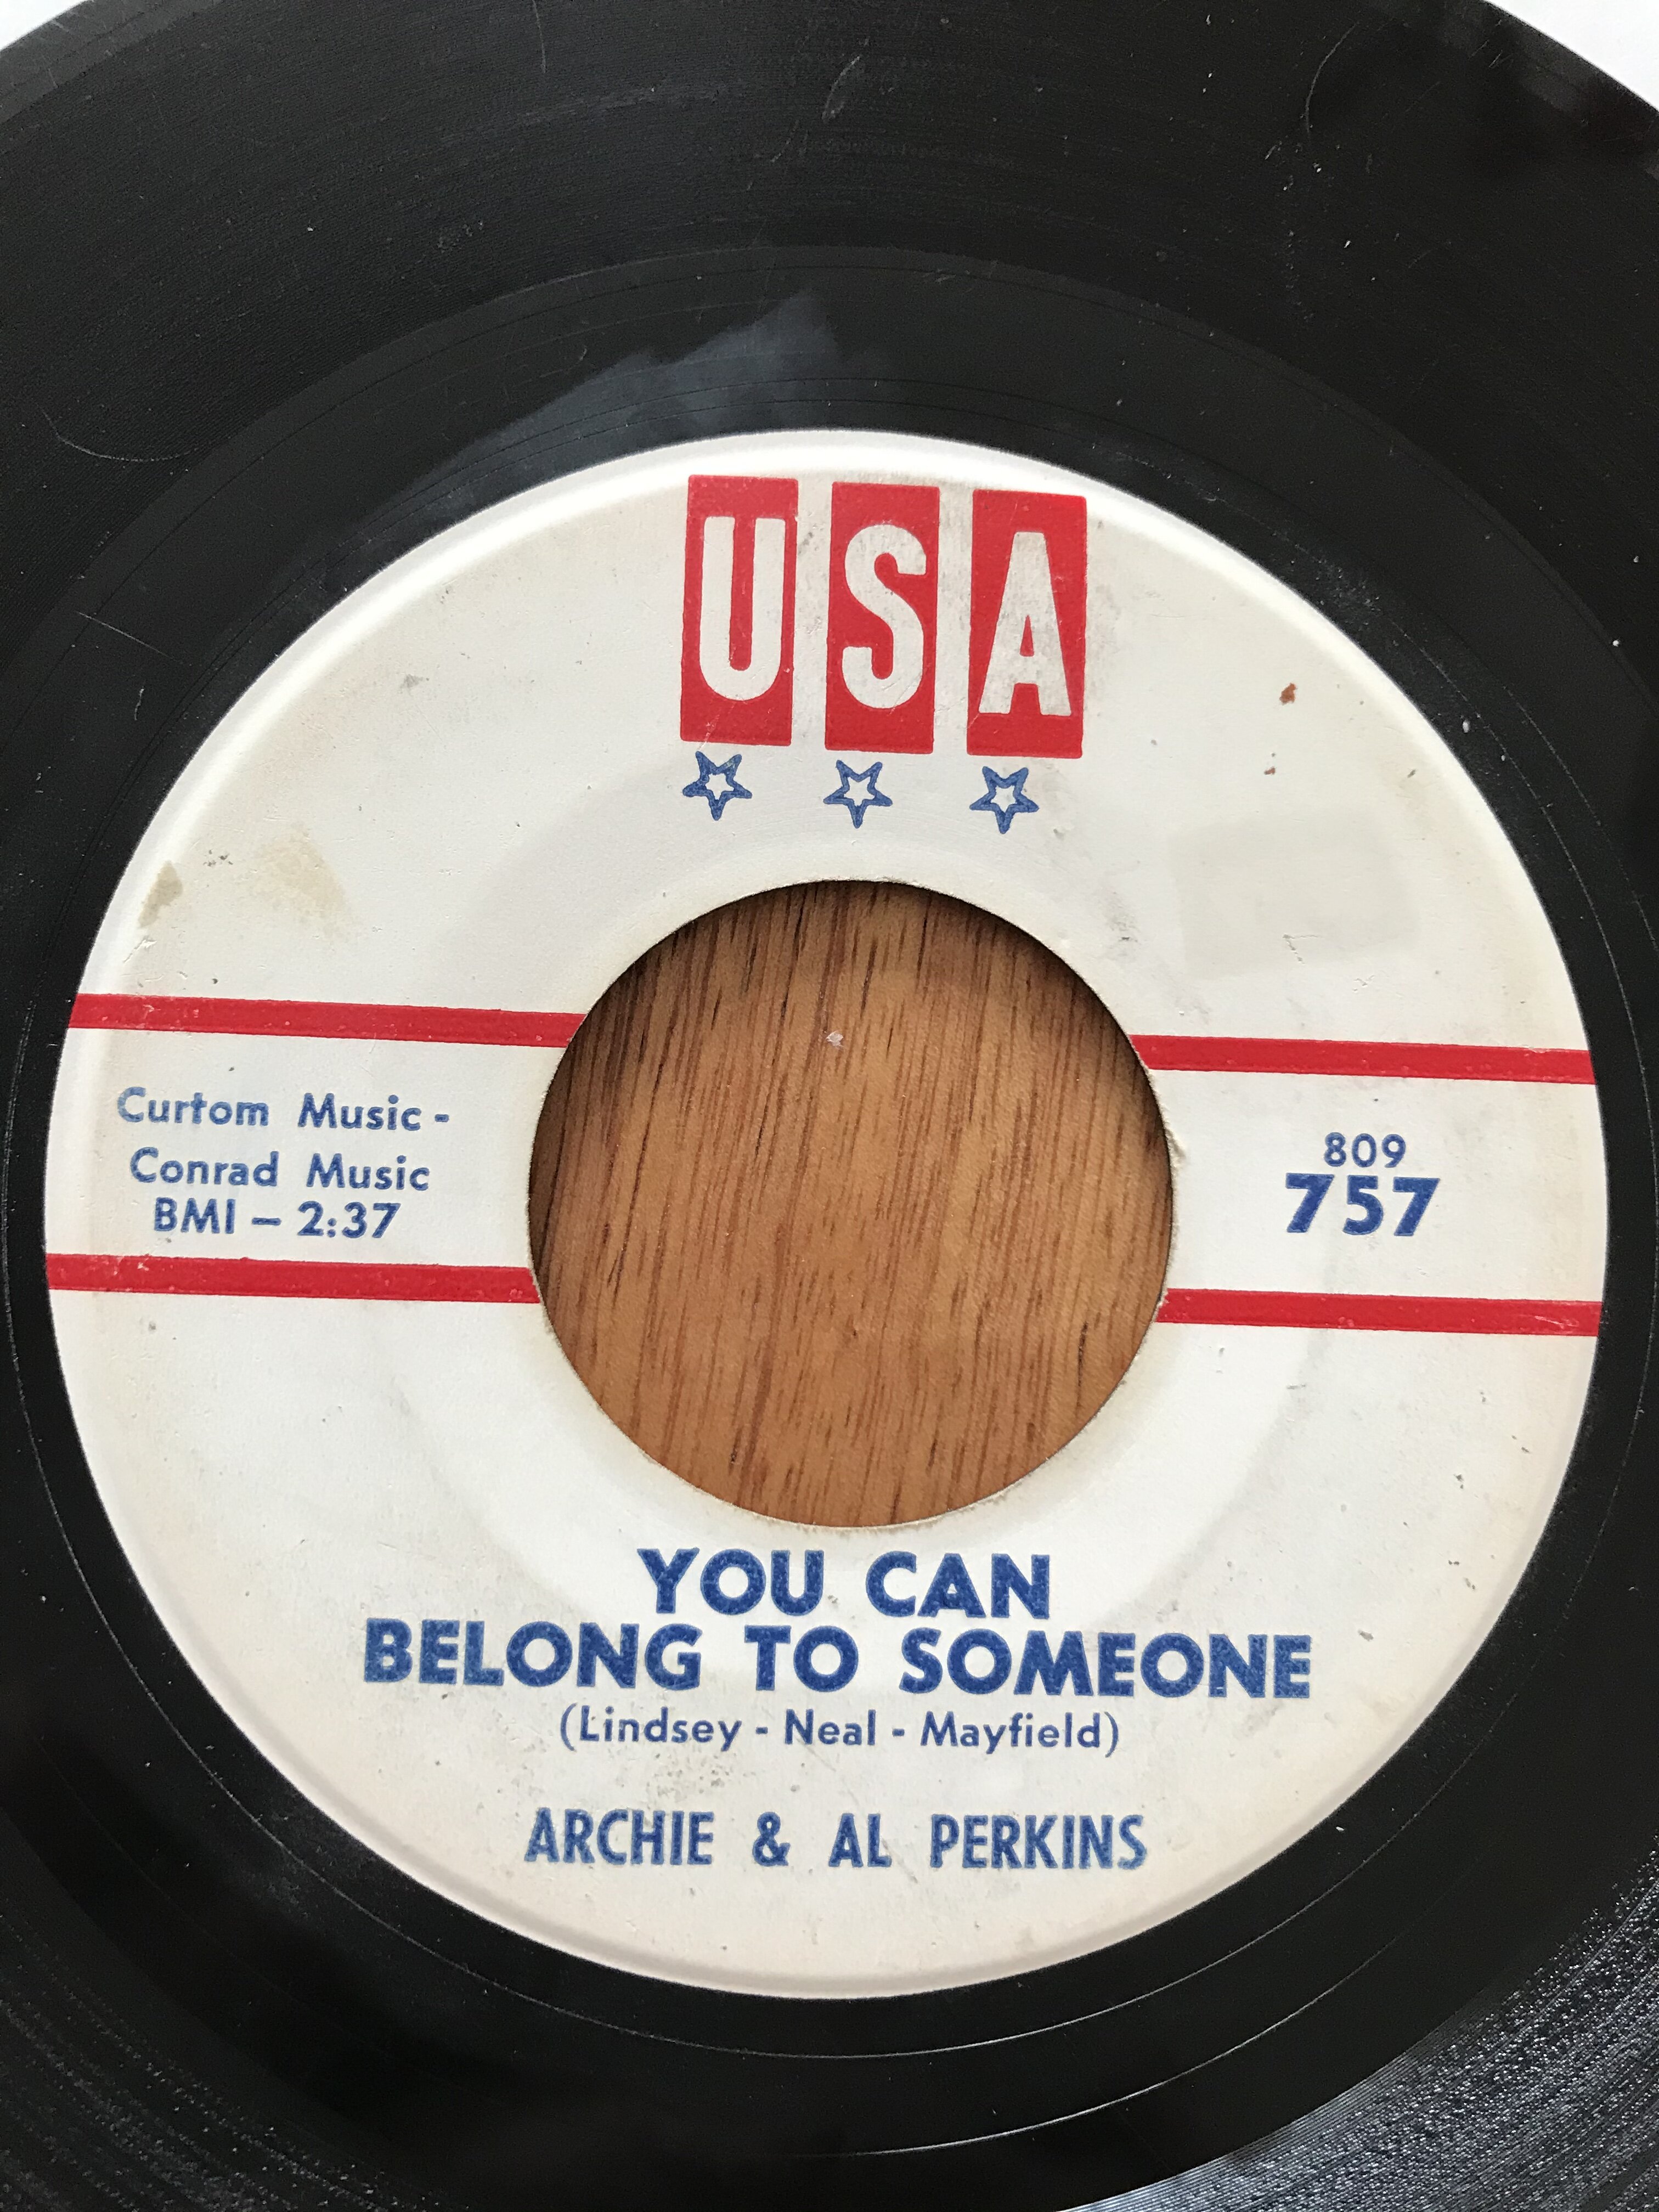 USA
Curtom Music -
Conrad Music
BMI – 2:37
809
757
YOU CAN
BELONG TO SOMEONE
(Lindsey - Neal - Mayfield)
ARCHIE & AL PERKINS